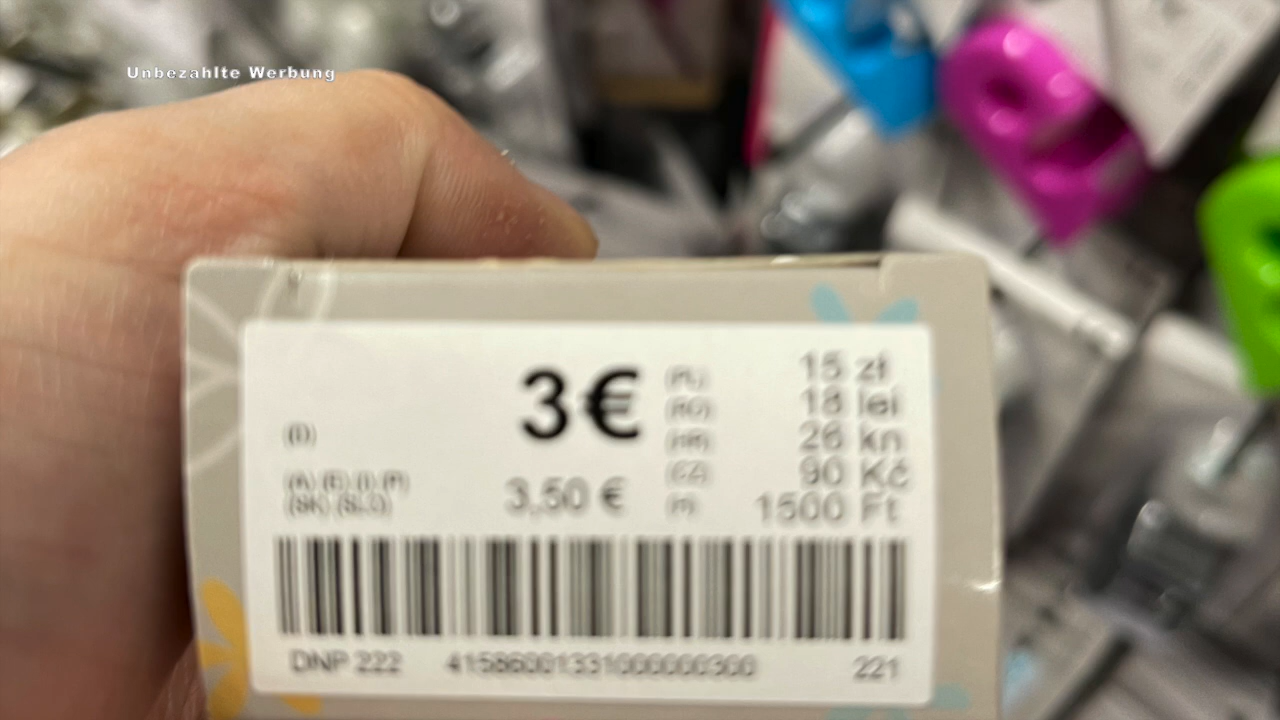 Unbezahlte Werbung
3€
(PL) 15 zł
(RO) 18 lei
(D)
(HR) 26 kn
(A) (E) (I) (P)
(SK) (SLO)
3,50 €
(CZ) 90 Kč
(H) 1500 Ft
DNP 222 41586001331000000300 221